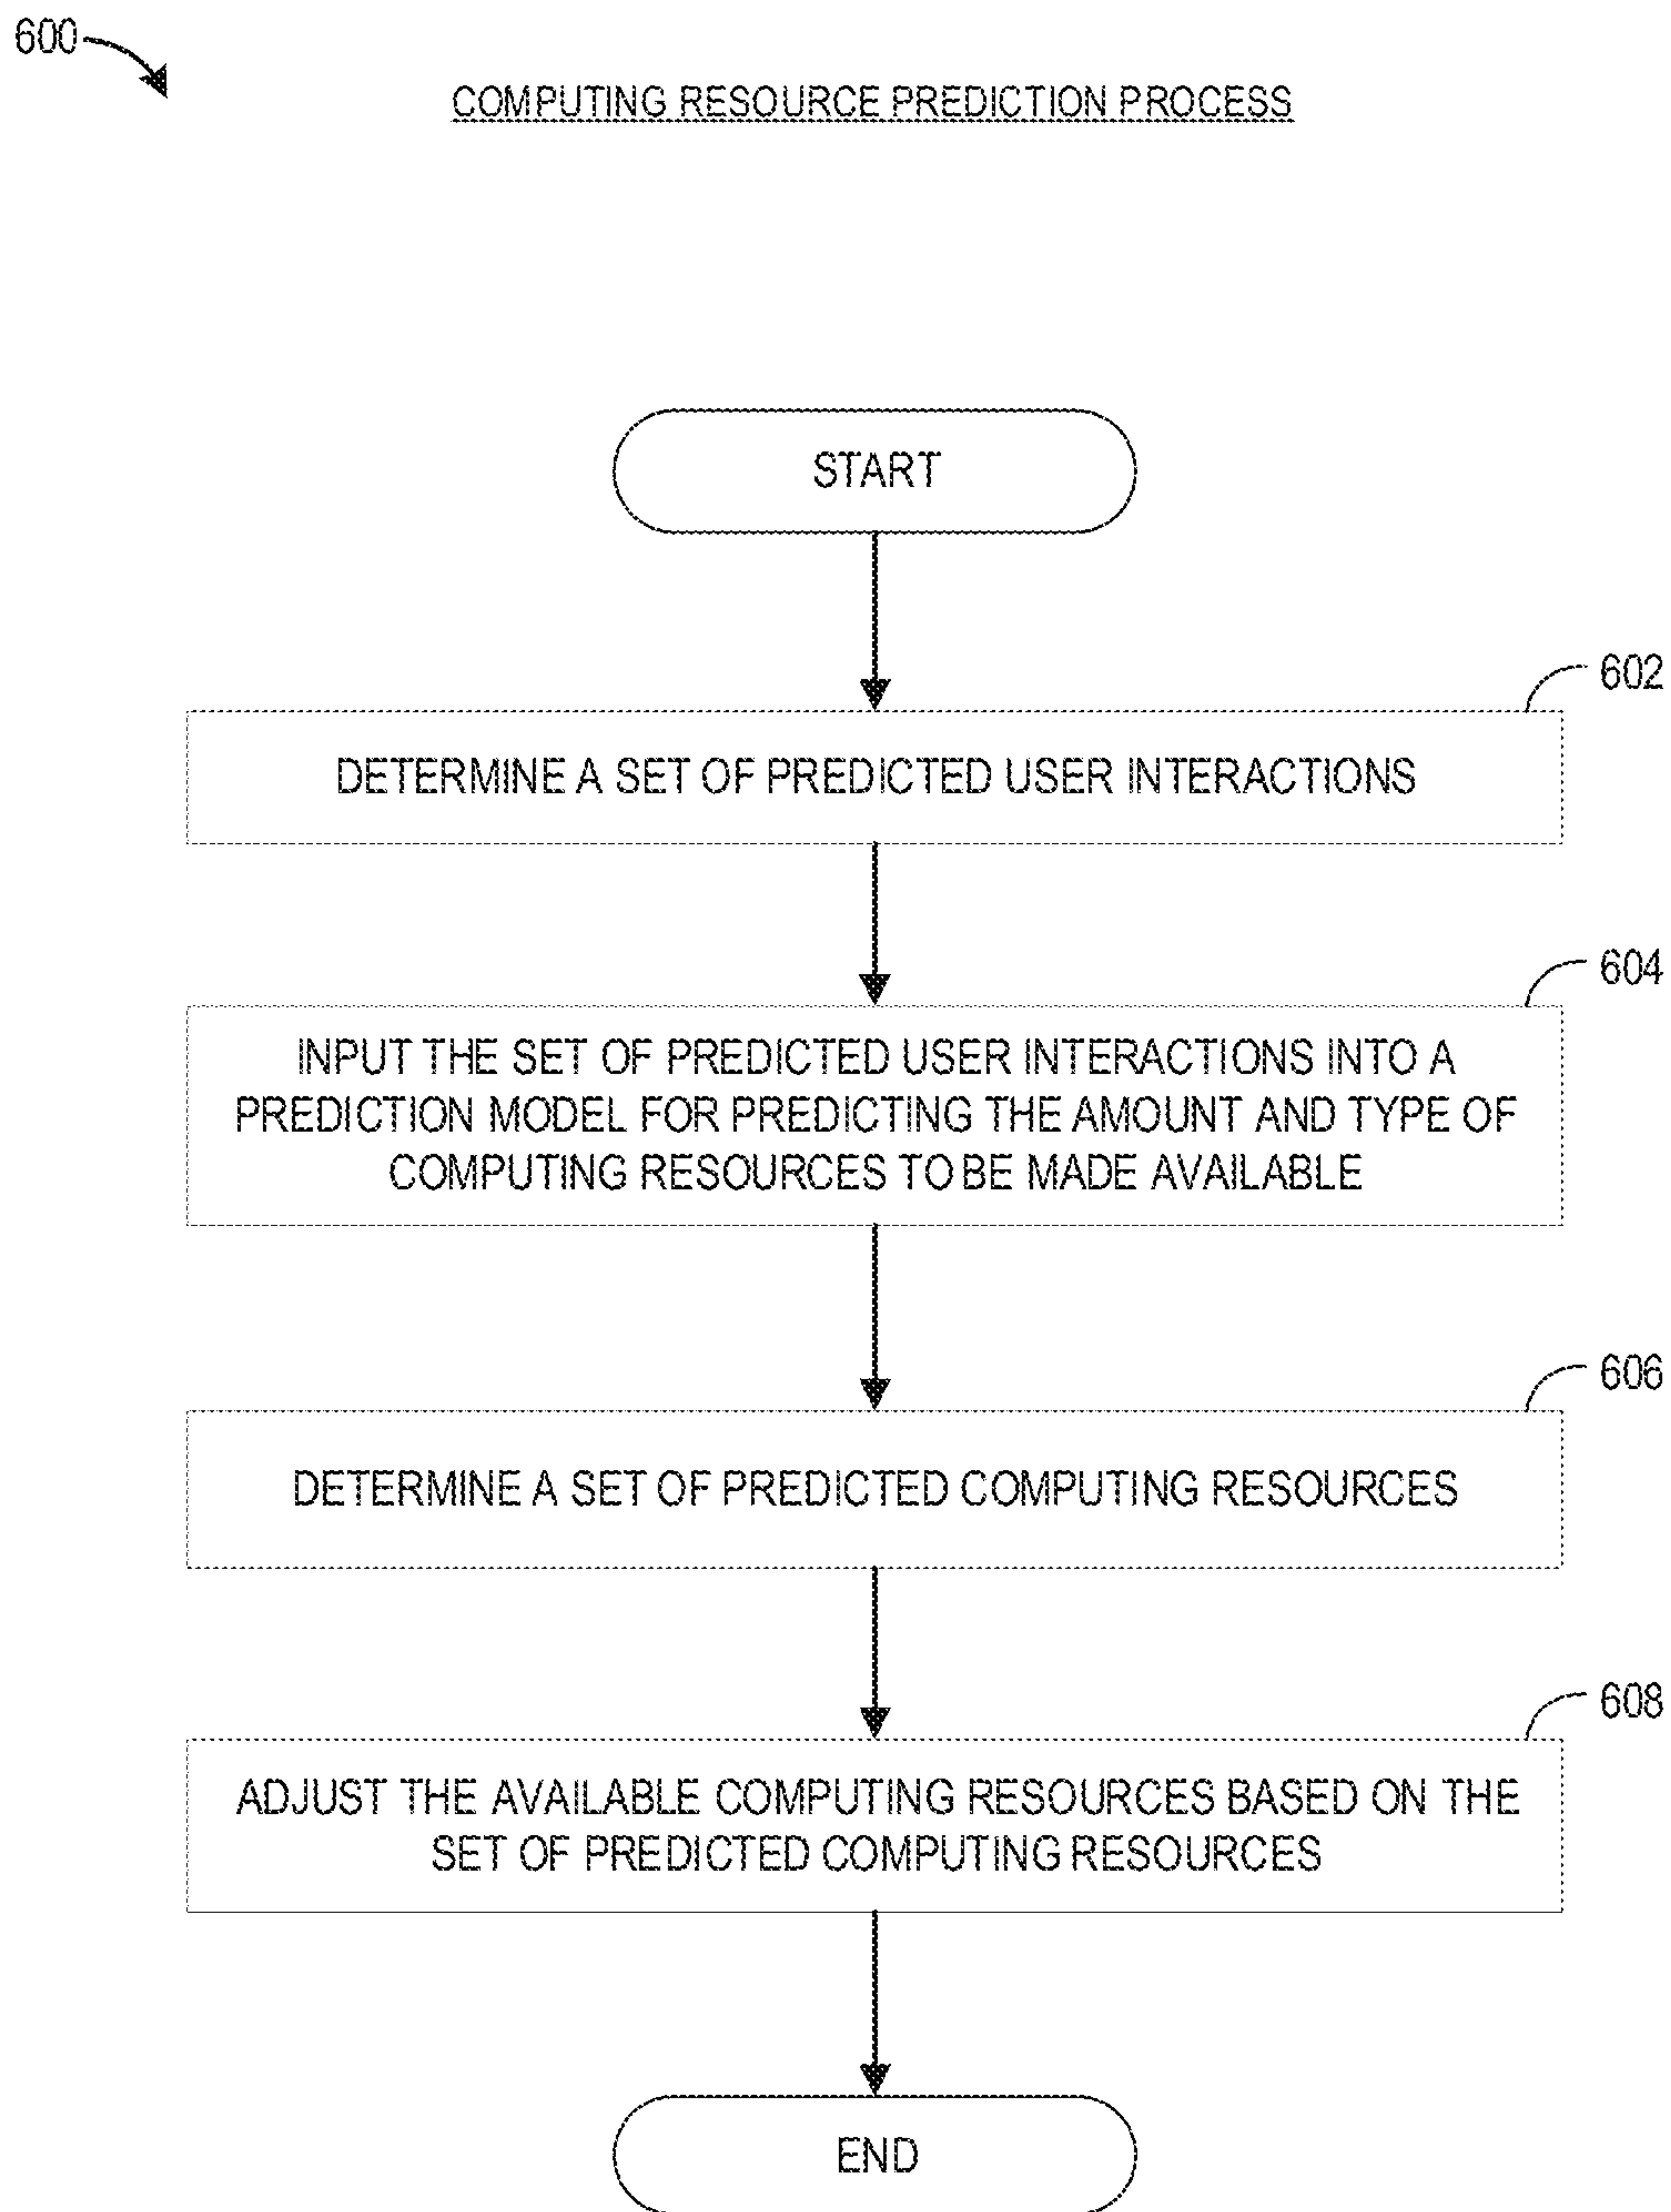 600
COMPUTING RESOURCE PREDICTION PROCESS
START
602
DETERMINE A SET OF PREDICTED USER INTERACTIONS
604
INPUT THE SET OF PREDICTED USER INTERACTIONS INTO A
PREDICTION MODEL FOR PREDICTING THE AMOUNT AND TYPE OF
COMPUTING RESOURCES TO BE MADE AVAILABLE
606
DETERMINE A SET OF PREDICTED COMPUTING RESOURCES
608
ADJUST THE AVAILABLE COMPUTING RESOURCES BASED ON THE
SET OF PREDICTED COMPUTING RESOURCES
END